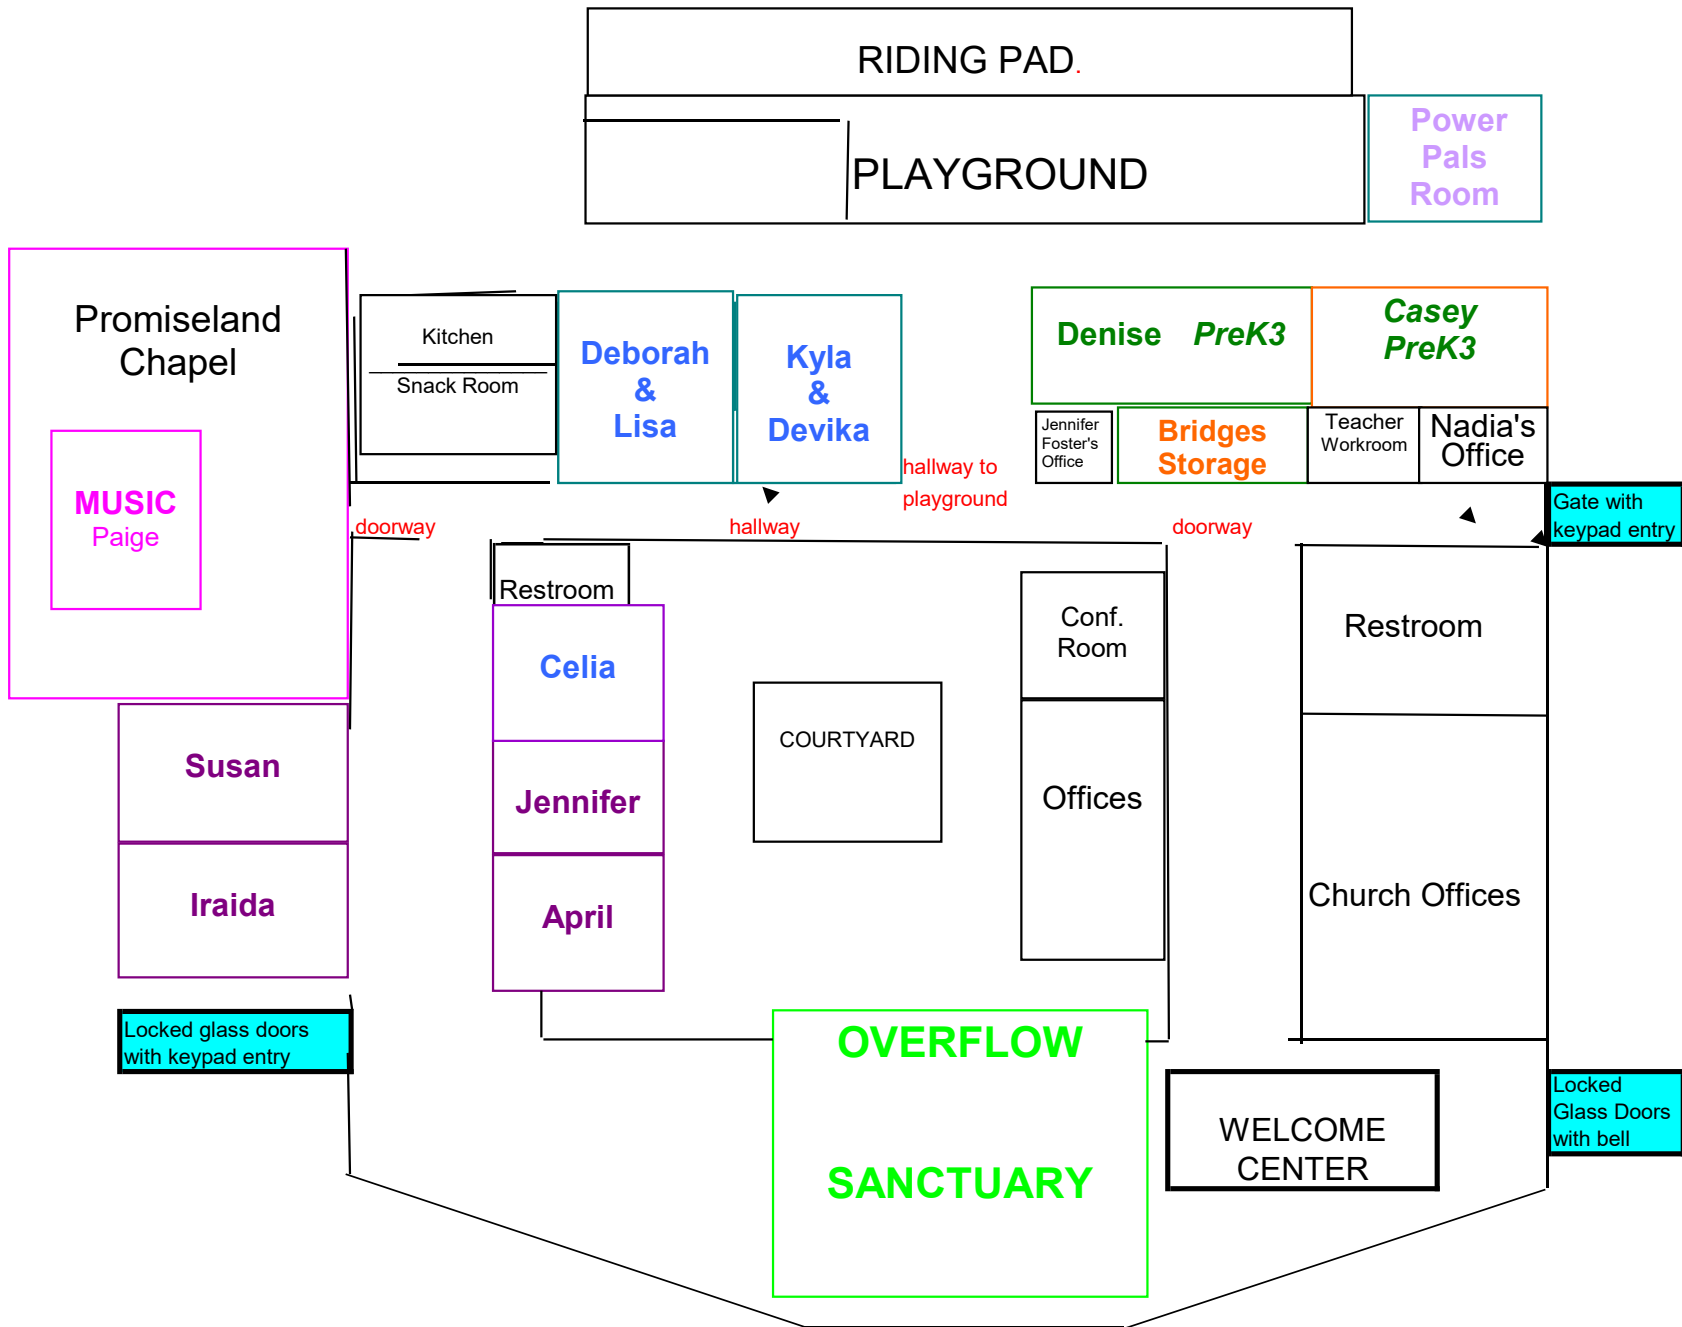 RIDING PAD.
PLAYGROUND
Power
Pals
Room
Promiseland
Chapel
MUSIC
Paige
Kitchen
Snack Room
Deborah
&
Lisa
Kyla
&
Devika
Denise PreK3
Casey
PreK3
Jennifer
Foster's
Office
Bridges
Storage
Teacher
Workroom
Nadia's
Office
hallway to
playground
Gate with
keypad entry
doorway
hallway
doorway
Restroom
Celia
Jennifer
April
COURTYARD
Conf.
Room
Offices
Restroom
Church Offices
Susan
Iraida
Locked glass doors
with keypad entry
OVERFLOW
SANCTUARY
WELCOME
CENTER
Locked
Glass Doors
with bell